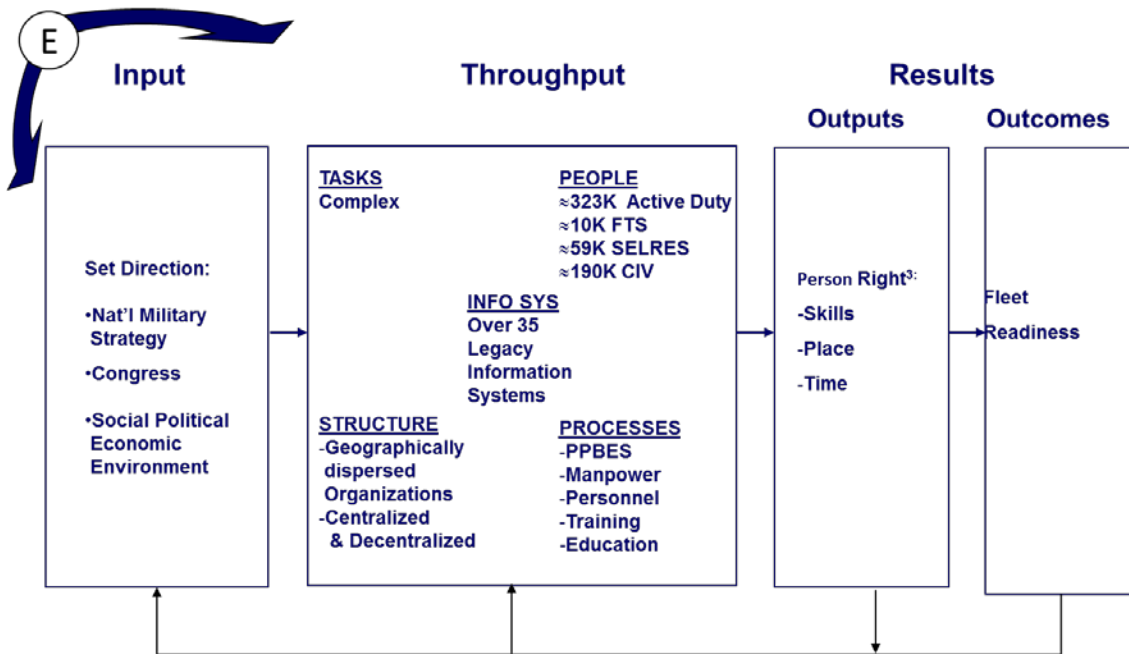 E
Input
Throughput
Results
Outputs
Outcomes
Set Direction:
•Nat'l Military
Strategy
•Congress
•Social Political
Economic
Environment
TASKS
Complex
PEOPLE
≈323K Active Duty
≈10K FTS
≈59K SELRES
≈190K CIV
INFO SYS
Over 35
Legacy
Information
Systems
STRUCTURE
-Geographically
dispersed
Organizations
-Centralized
& Decentralized
PROCESSES
-PPBES
-Manpower
-Personnel
-Training
-Education
Person Right³:
-Skills
-Place
-Time
Fleet
Readiness